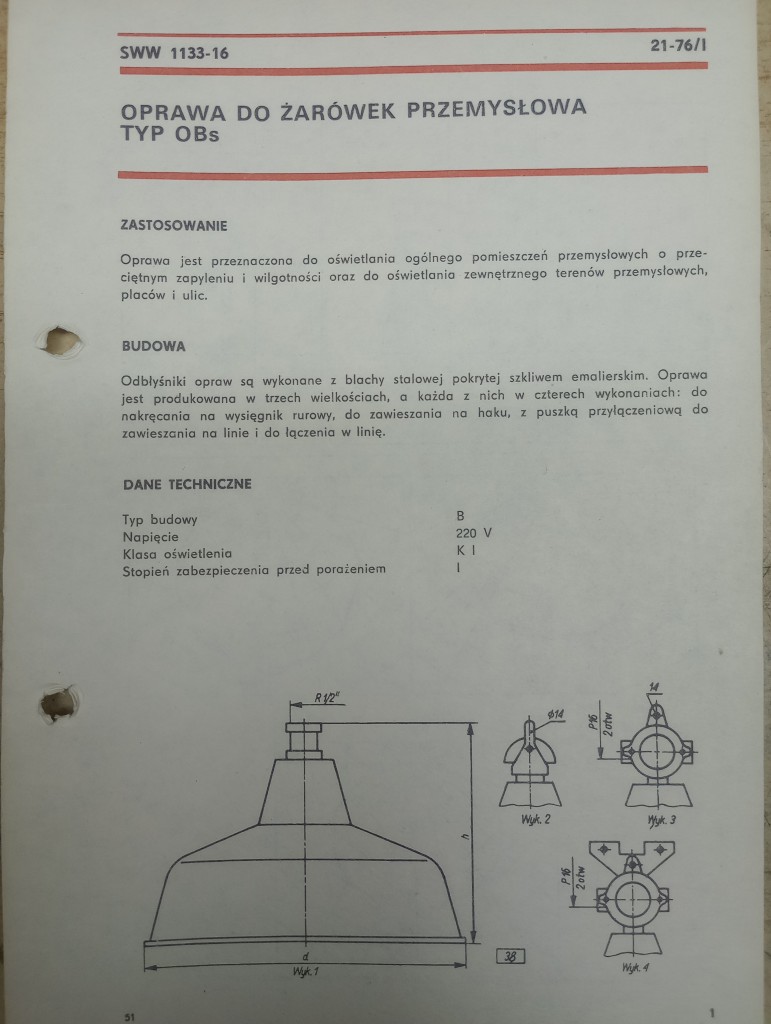 SWW 1133-16
21-76/I
OPRAWA DO ŻARÓWEK PRZEMYSŁOWA
TYP OBs
ZASTOSOWANIE
Oprawa jest przeznaczona do oświetlania ogólnego pomieszczeń przemysłowych o prze-
ciętnym zapyleniu i wilgotności oraz do oświetlania zewnętrznego terenów przemysłowych,
placów i ulic.
BUDOWA
Odbłyśniki opraw są wykonane z blachy stalowej pokrytej szkliwem emalierskim. Oprawa
jest produkowana w trzech wielkościach, a każda z nich w czterech wykonaniach: do
nakręcania na wysięgnik rurowy, do zawieszania na haku, z puszką przyłączeniową do
zawieszania na linie i do łączenia w linię.
DANE TECHNICZNE
Typ budowy B
Napięcie 220 V
Klasa oświetlenia K I
Stopień zabezpieczenia przed porażeniem I
R 1/2"
h
d
Wyk. 1
ϕ14
Wyk. 2
14
P16
2 otw
Wyk. 3
P16
2 otw
Wyk. 4
38
51
1